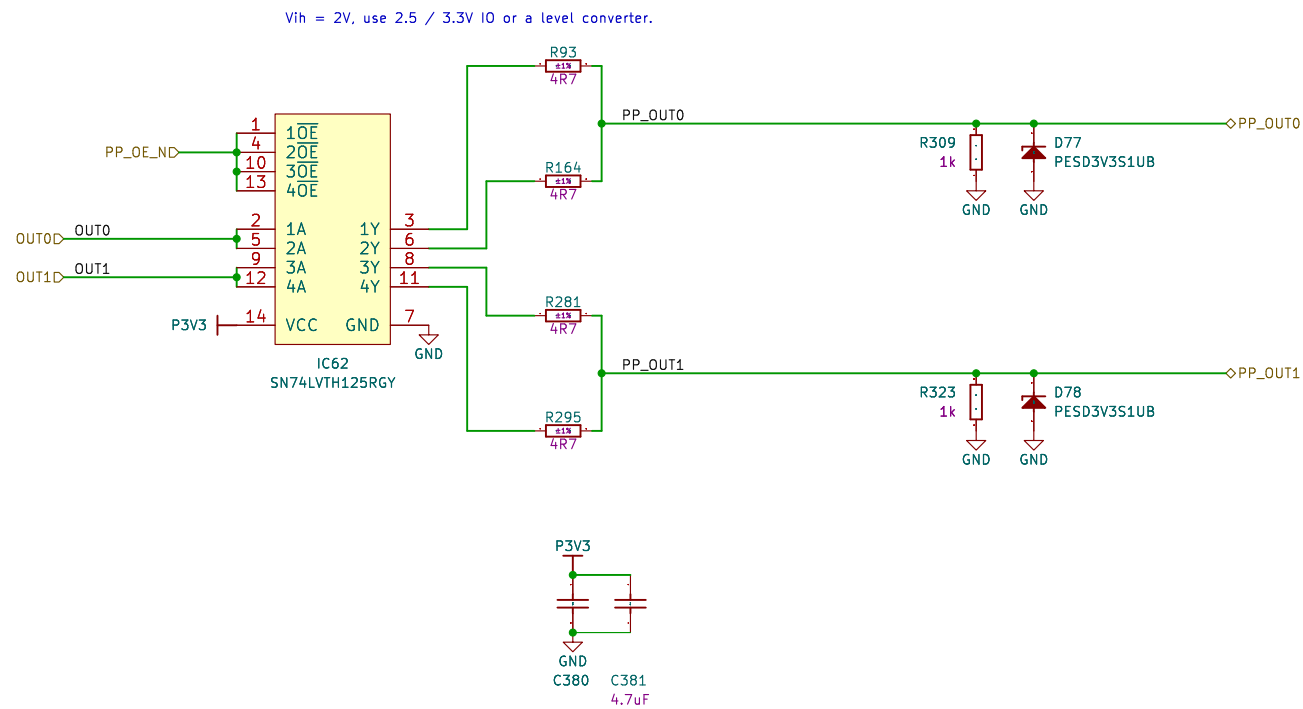 Vih = 2V, use 2.5 / 3.3V IO or a level converter.
R93
±1%
4R7
PP_OUT0
PP_OUT0
1
1OE
4
2OE
PP_OE_N
10
3OE
13
4OE
R309
1k
D77
PESD3V3S1UB
R164
±1%
4R7
GND
GND
OUT0
OUT0
2
1A
1Y
3
5
2A
2Y
6
OUT1
OUT1
9
3A
3Y
8
12
4A
4Y
11
P3V3
14
VCC
GND
7
GND
IC62
SN74LVTH125RGY
R281
±1%
4R7
PP_OUT1
PP_OUT1
R323
1k
D78
PESD3V3S1UB
R295
±1%
4R7
GND
GND
P3V3
GND
C380
C381
4.7uF